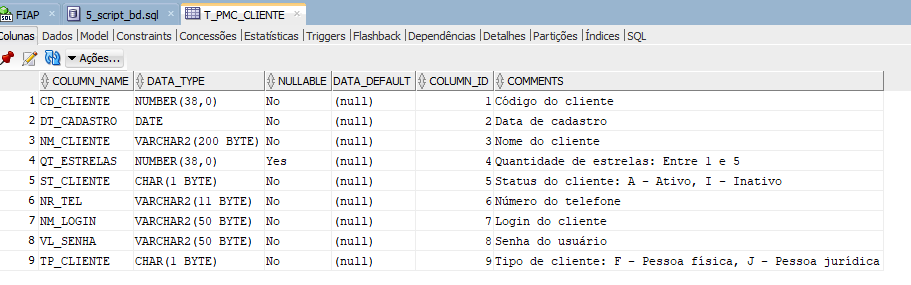 FIAP 5_script_bd.sql T_PMC_CLIENTE
Colunas Dados Model Constraints Concessões Estatísticas Triggers Flashback Dependências Detalhes Partições Índices SQL
Ações...
COLUMN_NAME DATA_TYPE NULLABLE DATA_DEFAULT COLUMN_ID COMMENTS
1 CD_CLIENTE NUMBER(38,0) No (null) 1 Código do cliente
2 DT_CADASTRO DATE No (null) 2 Data de cadastro
3 NM_CLIENTE VARCHAR2(200 BYTE) No (null) 3 Nome do cliente
4 QT_ESTRELAS NUMBER(38,0) Yes (null) 4 Quantidade de estrelas: Entre 1 e 5
5 ST_CLIENTE CHAR(1 BYTE) No (null) 5 Status do cliente: A - Ativo, I - Inativo
6 NR_TEL VARCHAR2(11 BYTE) No (null) 6 Número do telefone
7 NM_LOGIN VARCHAR2(50 BYTE) No (null) 7 Login do cliente
8 VL_SENHA VARCHAR2(50 BYTE) No (null) 8 Senha do usuário
9 TP_CLIENTE CHAR(1 BYTE) No (null) 9 Tipo de cliente: F - Pessoa física, J - Pessoa jurídica